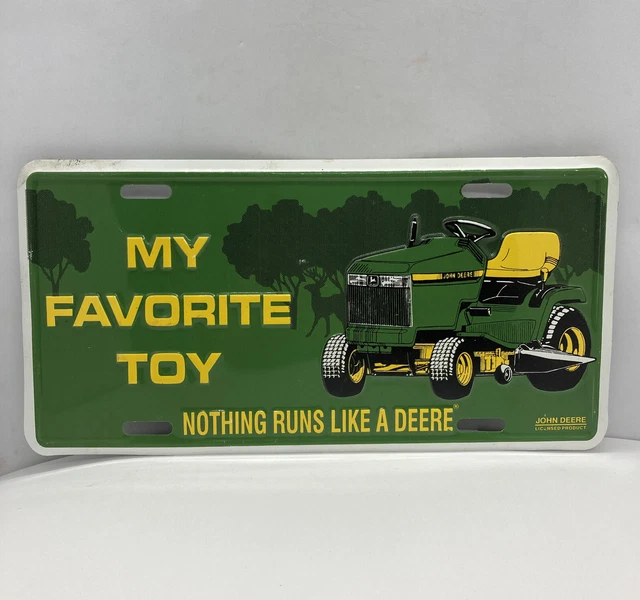 MY
FAVORITE
TOY
JOHN DEERE
NOTHING RUNS LIKE A DEERE®
JOHN DEERE
LICENSED PRODUCT